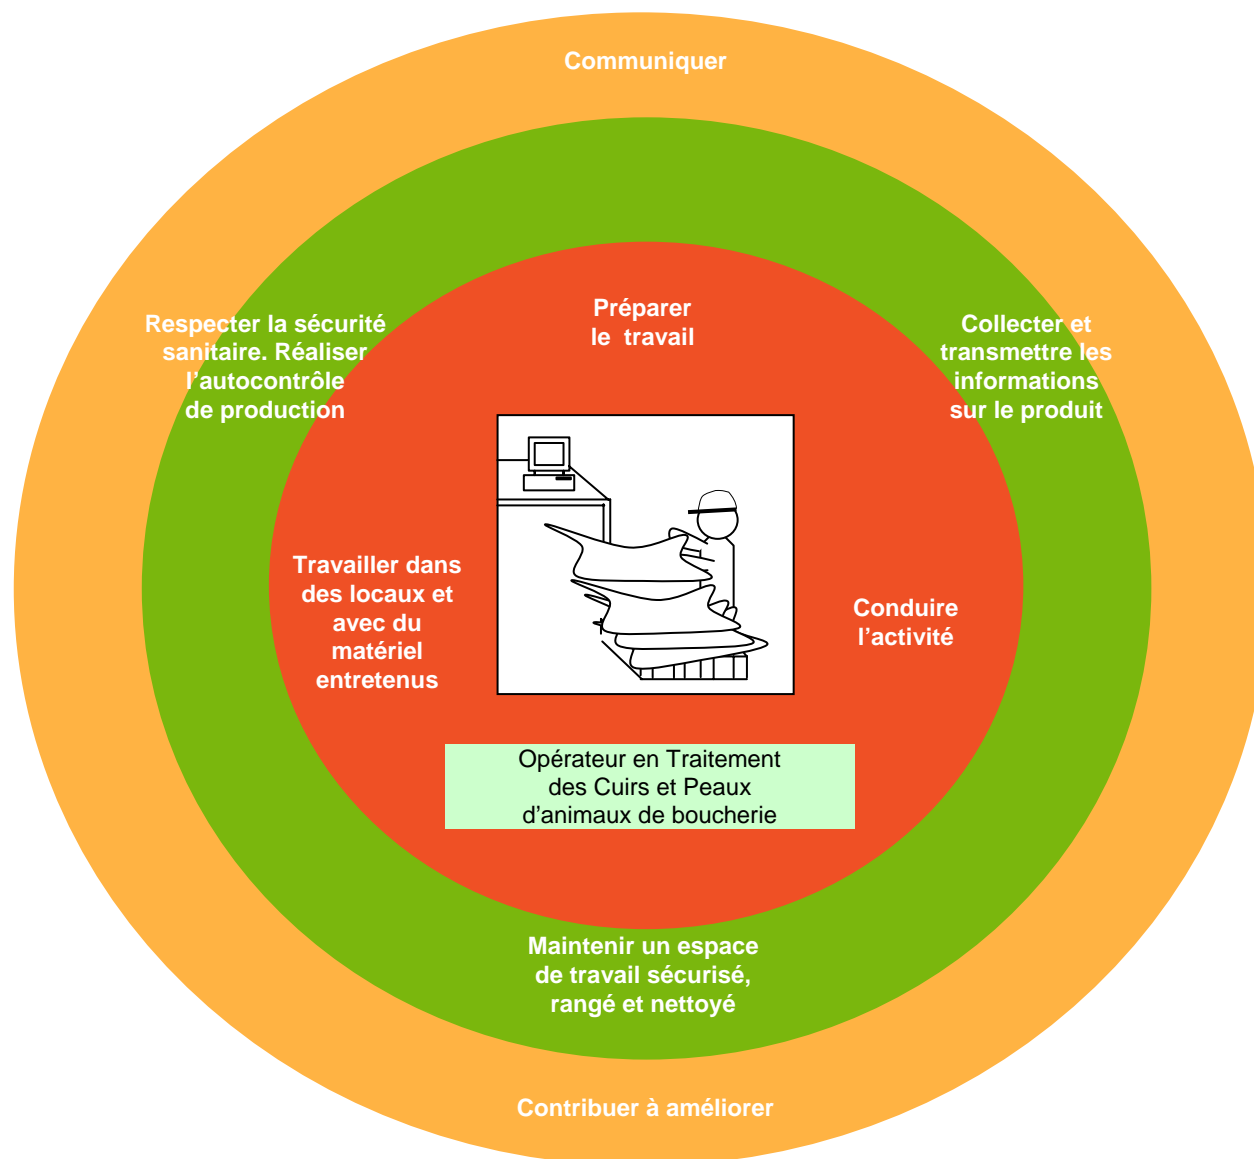 Communiquer
Préparer
le travail
Respecter la sécurité
sanitaire. Réaliser
l’autocontrôle
de production
Collecter et
transmettre les
informations
sur le produit
Travailler dans
des locaux et
avec du
matériel
entretenus
Conduire
l’activité
Opérateur en Traitement
des Cuirs et Peaux
d’animaux de boucherie
Maintenir un espace
de travail sécurisé,
rangé et nettoyé
Contribuer à améliorer